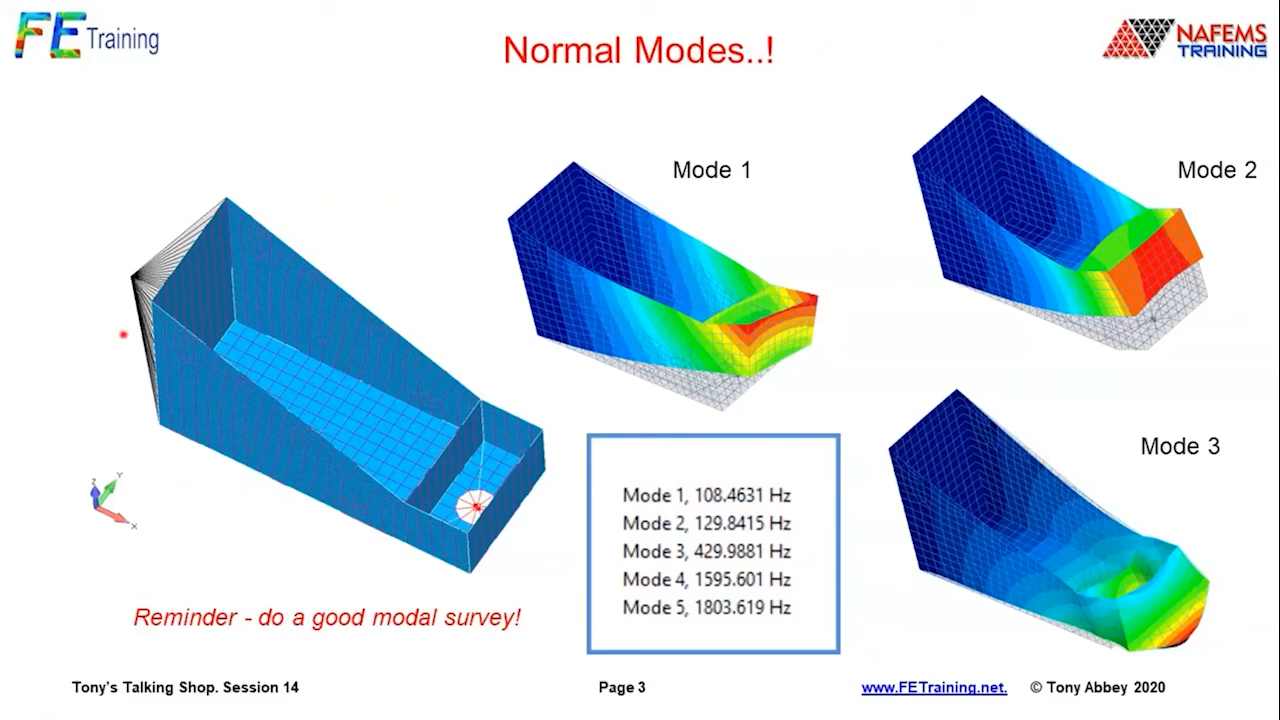 FE Training
Normal Modes..!
NAFEMS
TRAINING
Mode 1
Mode 2
Mode 3
Z
Y
X
Mode 1, 108.4631 Hz
Mode 2, 129.8415 Hz
Mode 3, 429.9881 Hz
Mode 4, 1595.601 Hz
Mode 5, 1803.619 Hz
Reminder - do a good modal survey!
Tony's Talking Shop. Session 14
Page 3
www.FETraining.net.
© Tony Abbey 2020